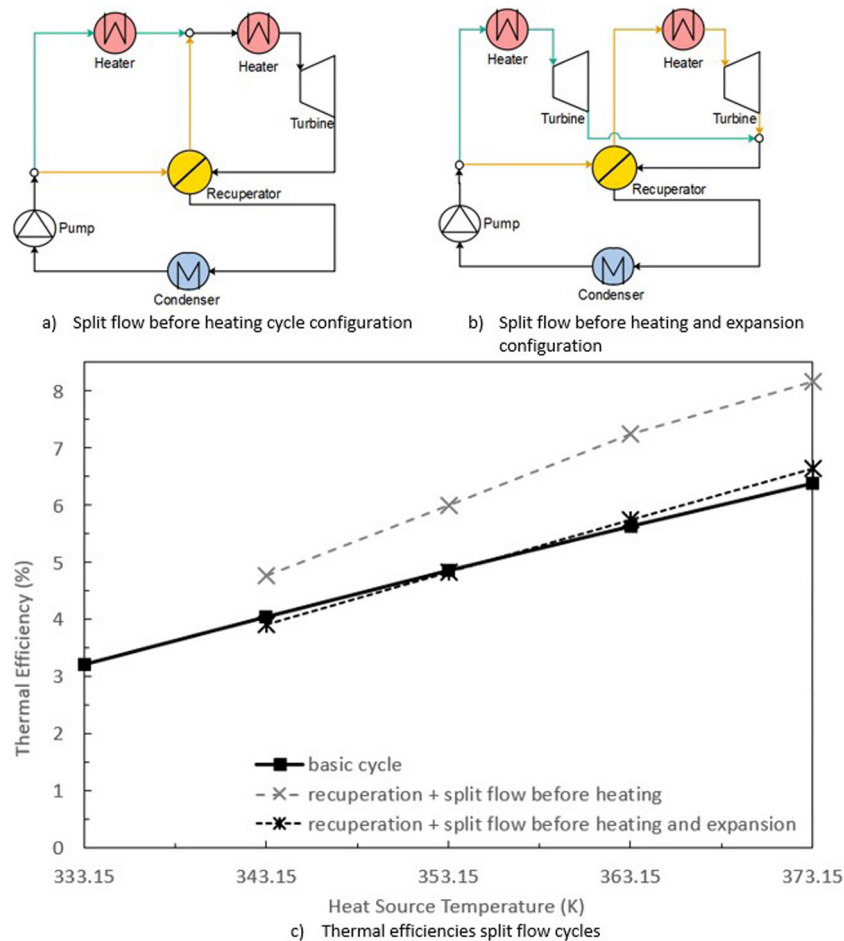 Heater
Heater
Turbine
Recuperator
Pump
Condenser
a) Split flow before heating cycle configuration
Heater
Heater
Turbine
Turbine
Recuperator
Pump
Condenser
b) Split flow before heating and expansion
configuration
Thermal Efficiency (%)
8
7
6
5
4
3
2
1
0
basic cycle
recuperation + split flow before heating
recuperation + split flow before heating and expansion
333.15 343.15 353.15 363.15 373.15
Heat Source Temperature (K)
c) Thermal efficiencies split flow cycles